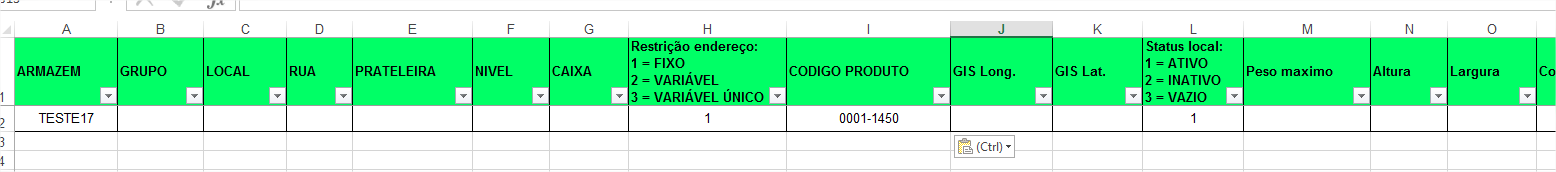 fx
A B C D E F G H I J K L M N O
1 ARMAZEM GRUPO LOCAL RUA PRATELEIRA NIVEL CAIXA
Restrição endereço:
1 = FIXO
2 = VARIÁVEL
3 = VARIÁVEL ÚNICO
CODIGO PRODUTO GIS Long. GIS Lat.
Status local:
1 = ATIVO
2 = INATIVO
3 = VAZIO
Peso maximo Altura Largura Co
2 TESTE17 1 0001-1450 1
3
(Ctrl)
4